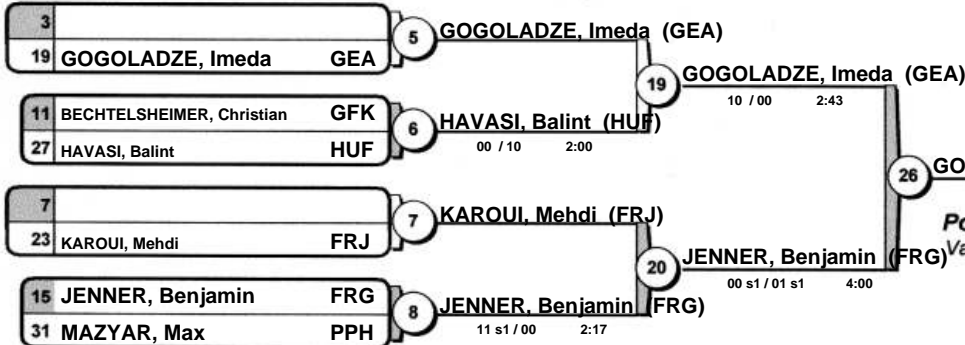 3
19 GOGOLADZE, Imeda GEA
5 GOGOLADZE, Imeda (GEA)
11 BECHTELSHEIMER, Christian GFK
27 HAVASI, Balint HUF
6 HAVASI, Balint (HUF)
00 / 10 2:00
19 GOGOLADZE, Imeda (GEA)
10 / 00 2:43
7
23 KAROUI, Mehdi FRJ
7 KAROUI, Mehdi (FRJ)
15 JENNER, Benjamin FRG
31 MAZYAR, Max PPH
8 JENNER, Benjamin (FRG)
11 s1 / 00 2:17
20 JENNER, Benjamin (FRG)
00 s1 / 01 s1 4:00
26 GO
Po
Va